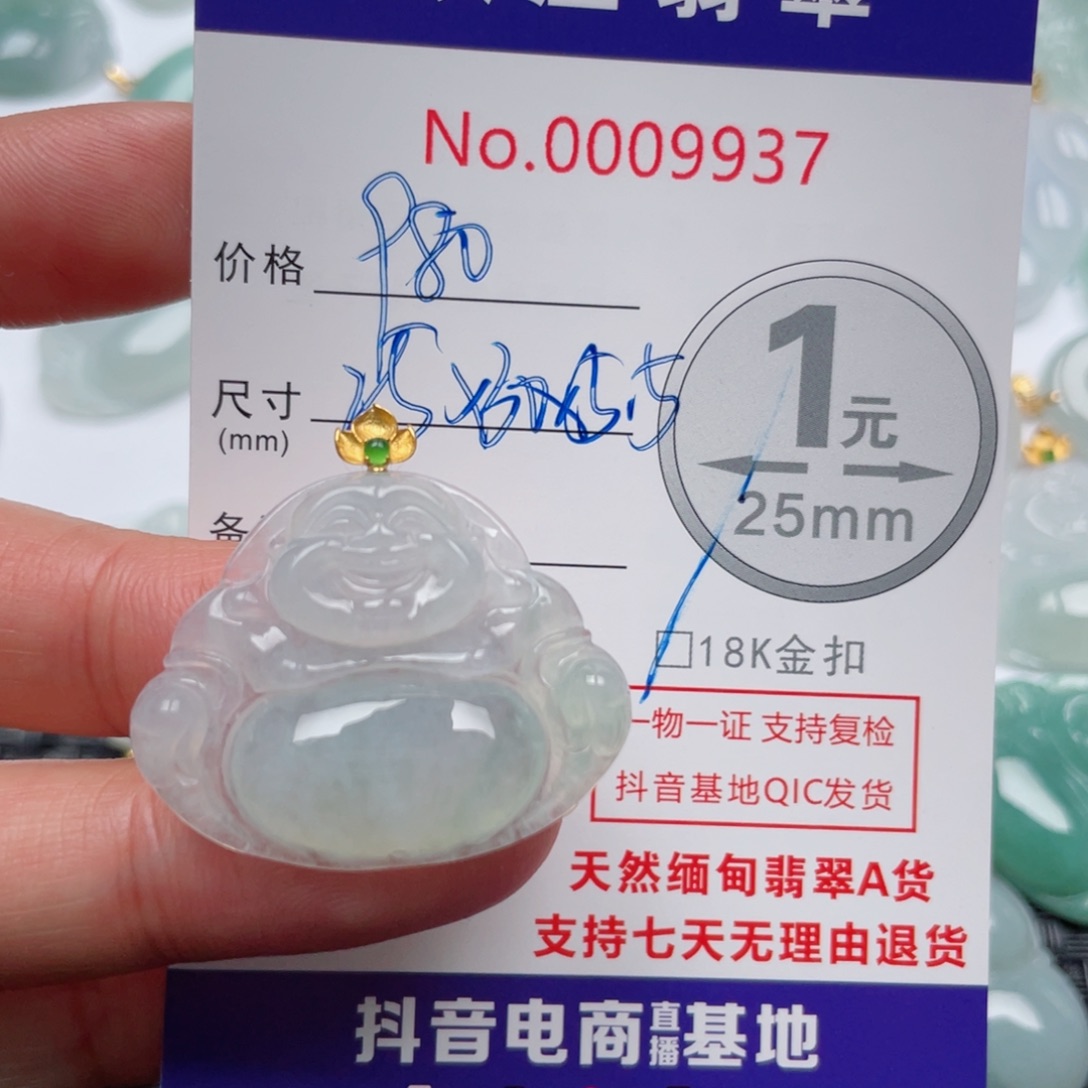 翡翠
No.0009937
价格 980
尺寸
(mm)
1元
25mm
备
□18K金扣
一物一证 支持复检
抖音基地QIC发货
天然缅甸翡翠A货
支持七天无理由退货
抖音电商直播基地